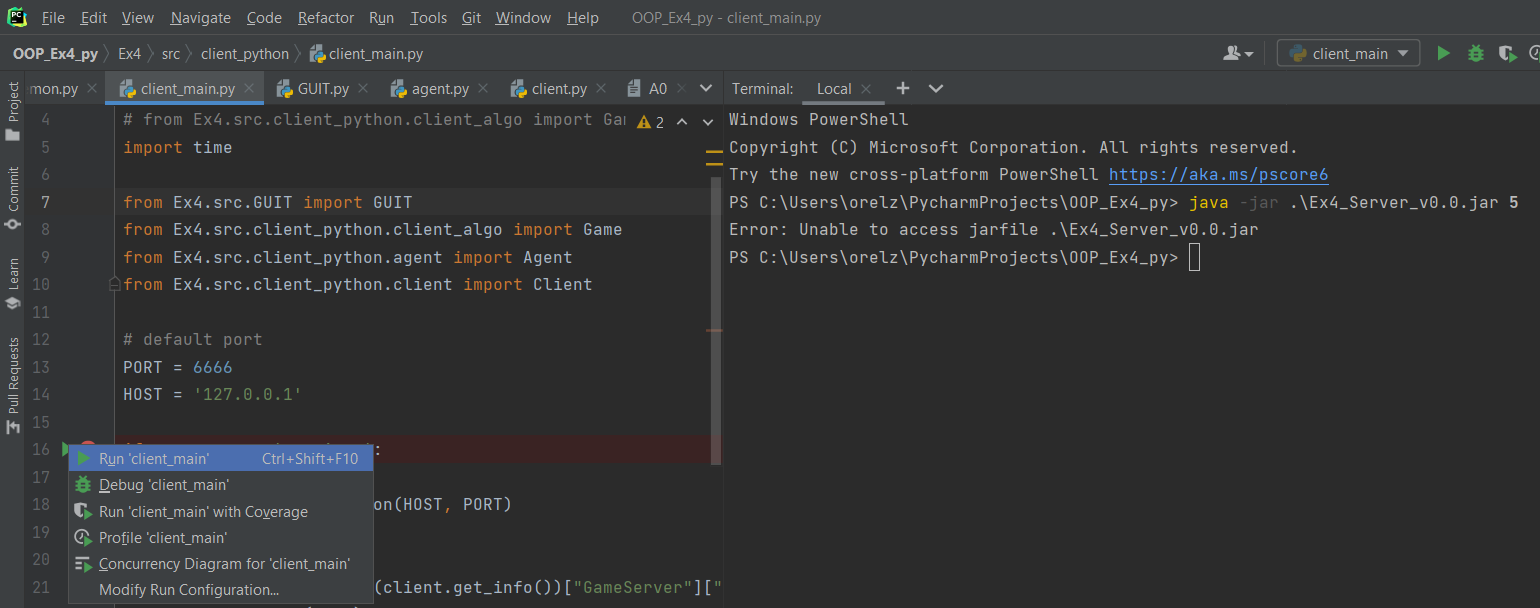 PC File Edit View Navigate Code Refactor Run Tools Git Window Help OOP_Ex4_py - client_main.py
OOP_Ex4_py Ex4 src client_python client_main.py client_main
mon.py client_main.py GUIT.py agent.py client.py A0 Terminal: Local
Project
Commit
Learn
Pull Requests
4 # from Ex4.src.client_python.client_algo import Ga 2
5 import time
6
7 from Ex4.src.GUIT import GUIT
8 from Ex4.src.client_python.client_algo import Game
9 from Ex4.src.client_python.agent import Agent
10 from Ex4.src.client_python.client import Client
11
12 # default port
13 PORT = 6666
14 HOST = '127.0.0.1'
15
16 :
17
18 on(HOST, PORT)
19
20
21 (client.get_info())["GameServer"]["
Run 'client_main' Ctrl+Shift+F10
Debug 'client_main'
Run 'client_main' with Coverage
Profile 'client_main'
Concurrency Diagram for 'client_main'
Modify Run Configuration...
Windows PowerShell
Copyright (C) Microsoft Corporation. All rights reserved.
Try the new cross-platform PowerShell https://aka.ms/pscore6
PS C:\Users\orelz\PycharmProjects\OOP_Ex4_py> java -jar .\Ex4_Server_v0.0.jar 5
Error: Unable to access jarfile .\Ex4_Server_v0.0.jar
PS C:\Users\orelz\PycharmProjects\OOP_Ex4_py>